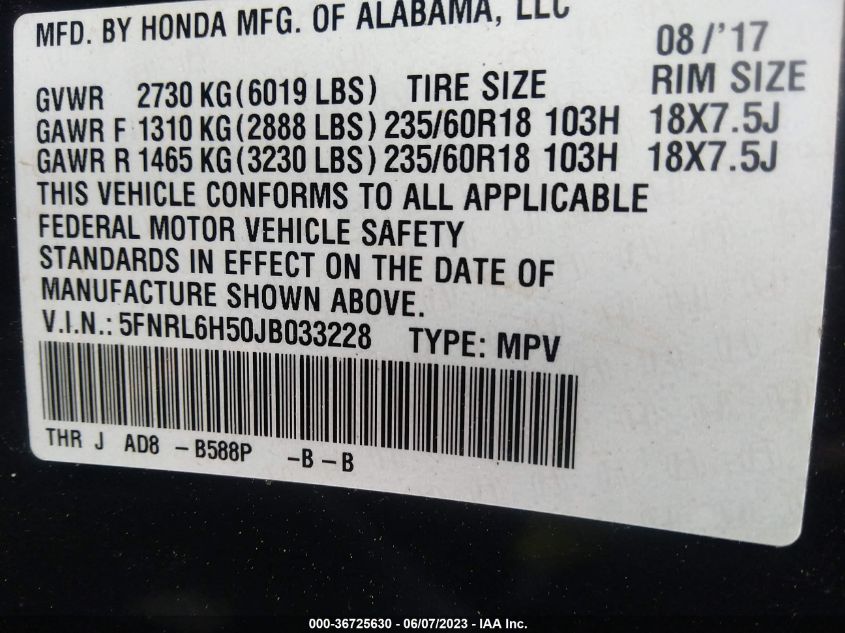 MFD. BY HONDA MFG. OF ALABAMA, LLC
08/'17
GVWR 2730 KG (6019 LBS) TIRE SIZE RIM SIZE
GAWR F 1310 KG (2888 LBS) 235/60R18 103H 18X7.5J
GAWR R 1465 KG (3230 LBS) 235/60R18 103H 18X7.5J
THIS VEHICLE CONFORMS TO ALL APPLICABLE
FEDERAL MOTOR VEHICLE SAFETY
STANDARDS IN EFFECT ON THE DATE OF
MANUFACTURE SHOWN ABOVE.
V.I.N.: 5FNRL6H50JB033228 TYPE: MPV
THR J AD8 - B588P -B - B
000-36725630 - 06/07/2023 - IAA Inc.